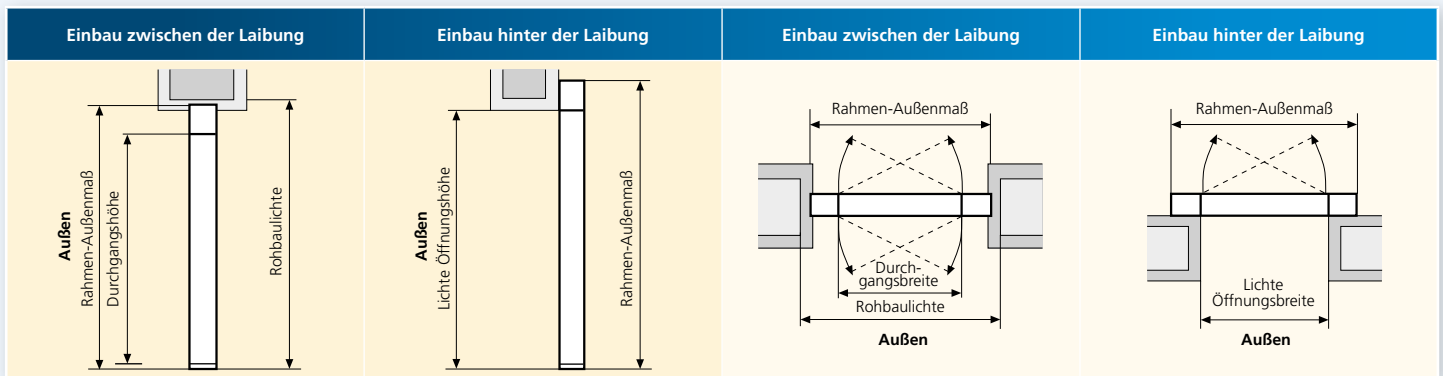 Einbau zwischen der Laibung
Einbau hinter der Laibung
Einbau zwischen der Laibung
Einbau hinter der Laibung
Außen
Rahmen-Außenmaß
Durchgangshöhe
Rohbaulichte
Außen
Lichte Öffnungshöhe
Rahmen-Außenmaß
Rahmen-Außenmaß
Durch-
gangsbreite
Rohbaulichte
Außen
Rahmen-Außenmaß
Lichte
Öffnungsbreite
Außen